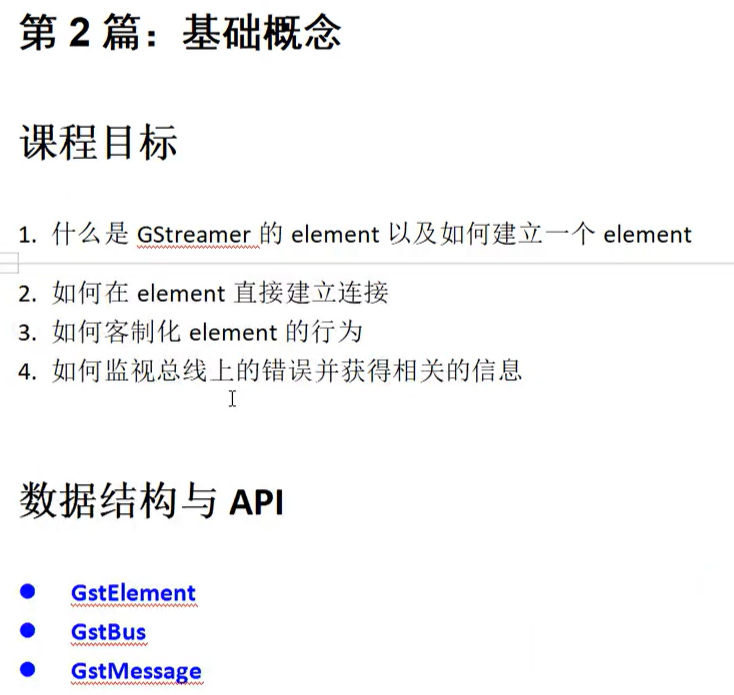 第 2 篇：基础概念
课程目标
1. 什么是 GStreamer 的 element 以及如何建立一个 element
2. 如何在 element 直接建立连接
3. 如何客制化 element 的行为
4. 如何监视总线上的错误并获得相关的信息
数据结构与 API
● GstElement
● GstBus
● GstMessage